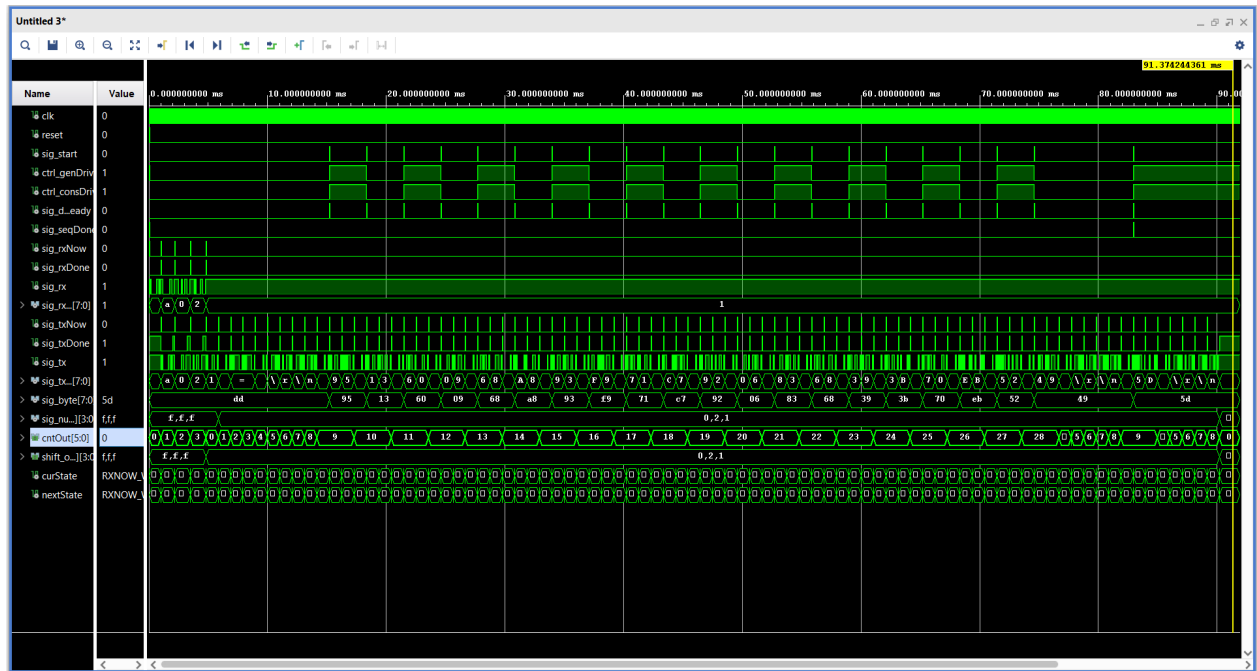 Untitled 3*
91.374244361 ms
Name Value
0.000000000 ms 10.000000000 ms 20.000000000 ms 30.000000000 ms 40.000000000 ms 50.000000000 ms 60.000000000 ms 70.000000000 ms 80.000000000 ms 90.00
clk 0
reset 0
sig_start 0
ctrl_genDriv 1
ctrl_consDriv 1
sig_d...eady 0
sig_seqDone 0
sig_rxNow 0
sig_rxDone 0
sig_rx 1
sig_rx...[7:0] 1 a 0 2 1
sig_txNow 0
sig_txDone 1
sig_tx 1
sig_tx...[7:0] a 0 2 1 = \r \n 9 5 1 3 6 0 0 9 6 8 A 8 9 3 F 9 7 1 C 7 9 2 0 6 8 3 6 8 3 9 3 B 7 0 E B 5 2 4 9 \r \n 5 D \r \n
sig_byte[7:0 5d dd 95 13 60 09 68 a8 93 f9 71 c7 92 06 83 68 39 3b 70 eb 52 49 5d
sig_nu...][3:0 f,f,f f,f,f 0,2,1
cntOut[5:0] 0 0 1 2 3 0 1 2 3 4 5 6 7 8 9 10 11 12 13 14 15 16 17 18 19 20 21 22 23 24 25 26 27 28 0 5 6 7 8 9 0 5 6 7 8 0
shift_o...][3:0 f,f,f f,f,f 0,2,1
curState RXNOW_
nextState RXNOW_